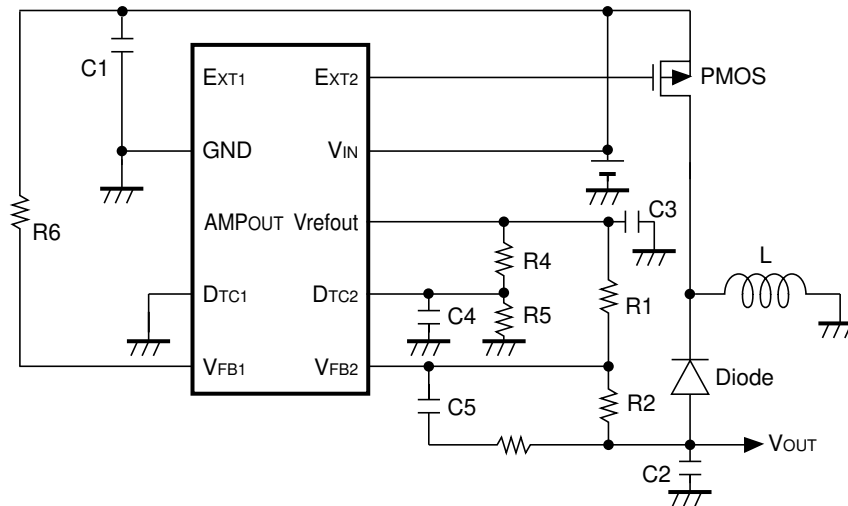 C1
EXT1
EXT2
PMOS
GND
VIN
R6
AMPOUT
Vrefout
C3
R4
L
DTC1
DTC2
C4
R5
R1
VFB1
VFB2
Diode
C5
R2
VOUT
C2